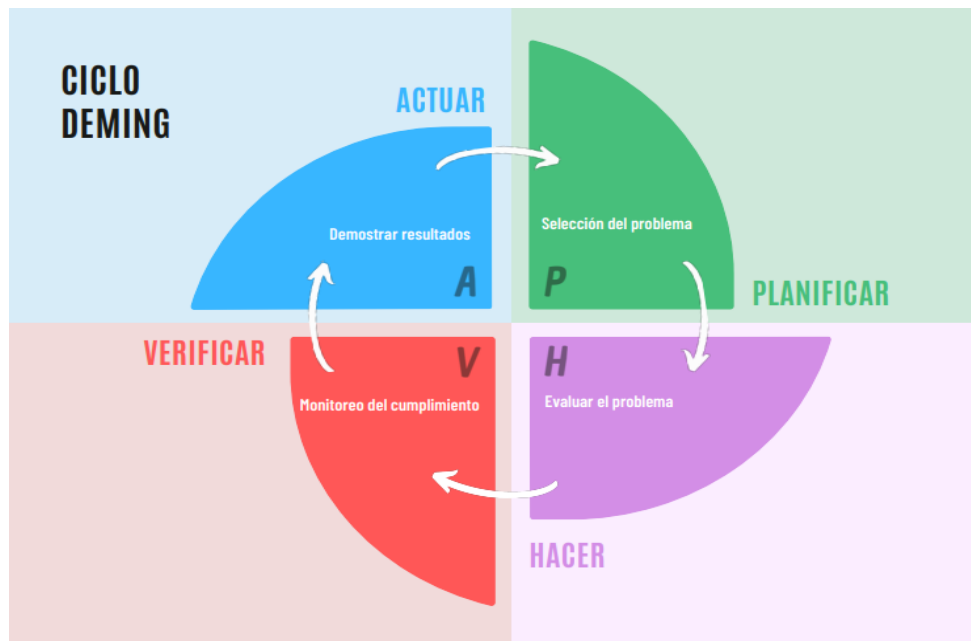 CICLO
DEMING
ACTUAR
Demostrar resultados
A
Selección del problema
P
PLANIFICAR
VERIFICAR
V
Monitoreo del cumplimiento
H
Evaluar el problema
HACER